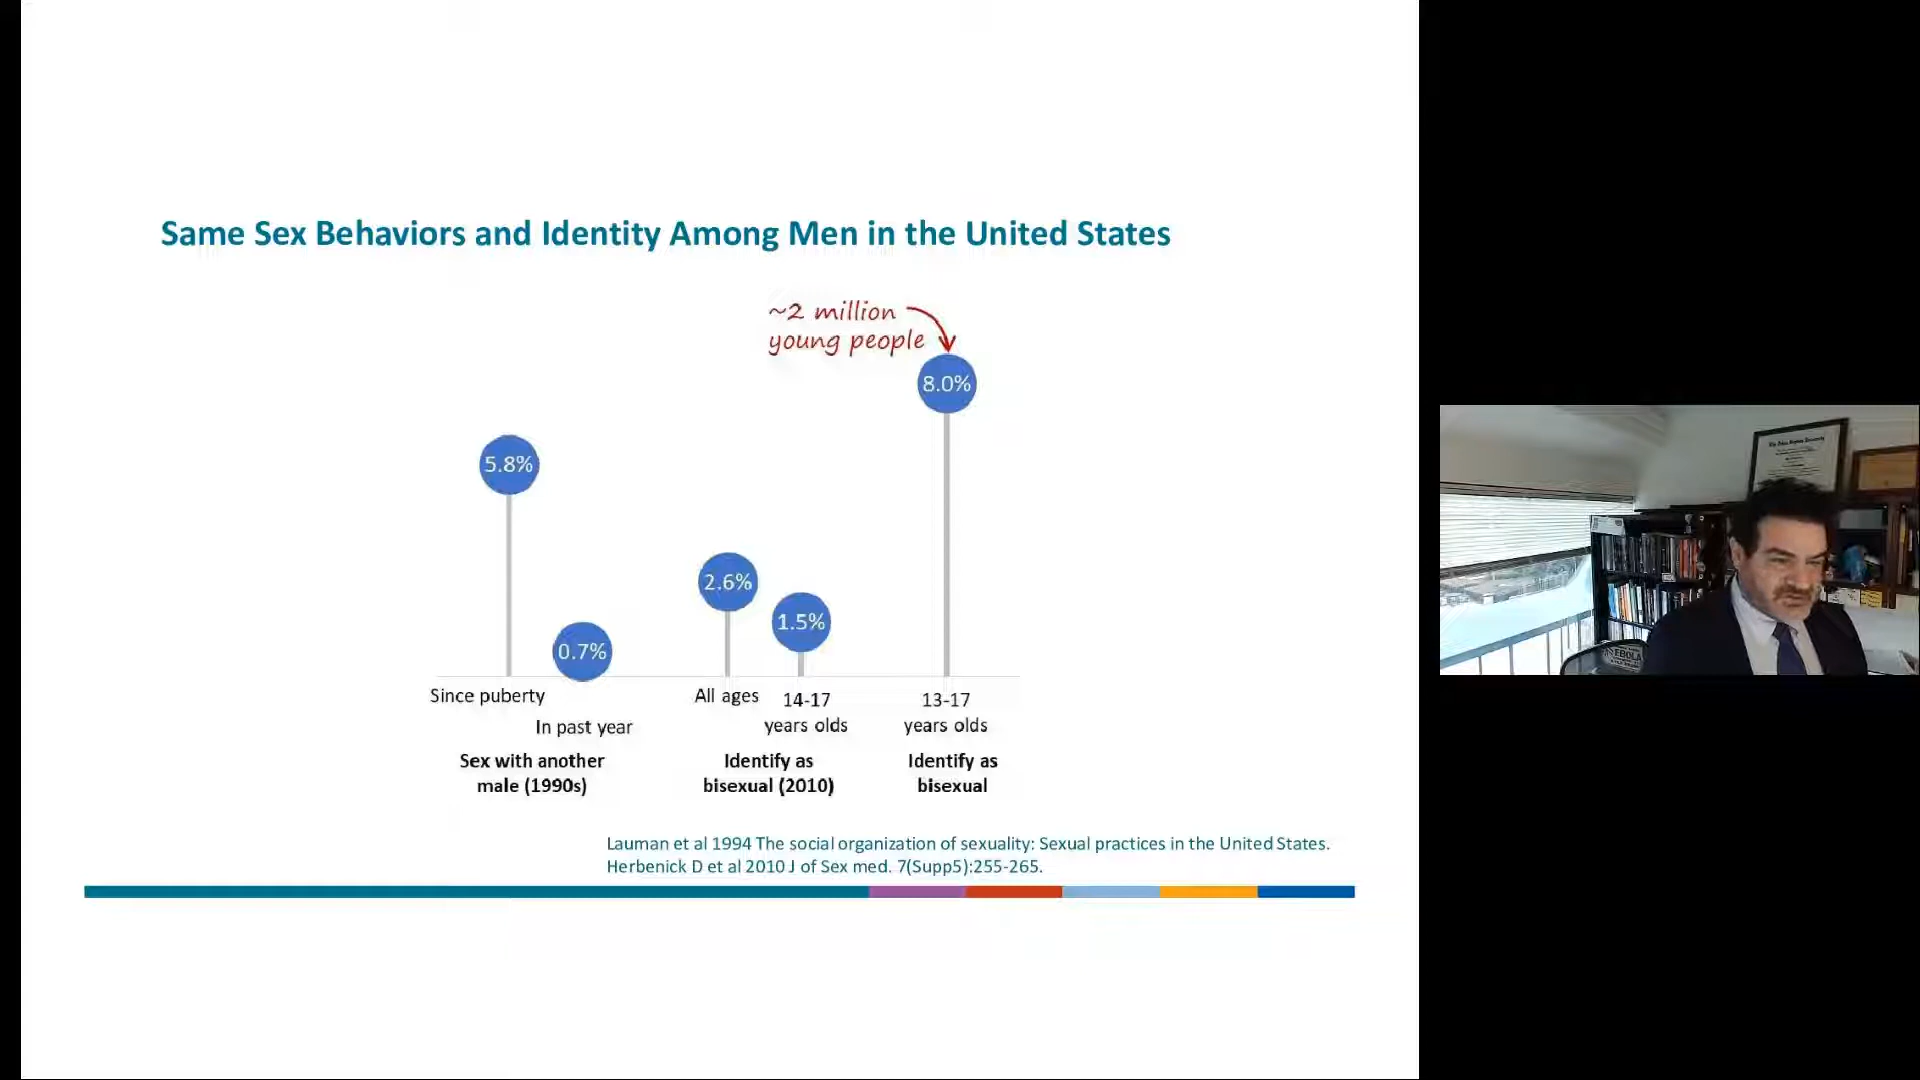 Same Sex Behaviors and Identity Among Men in the United States
~2 million
young people
8.0%
5.8%
2.6%
1.5%
0.7%
Since puberty
In past year
All ages
14-17
years olds
13-17
years olds
Sex with another
male (1990s)
Identify as
bisexual (2010)
Identify as
bisexual
Lauman et al 1994 The social organization of sexuality: Sexual practices in the United States.
Herbenick D et al 2010 J of Sex med. 7(Supp5):255-265.
EBOLA